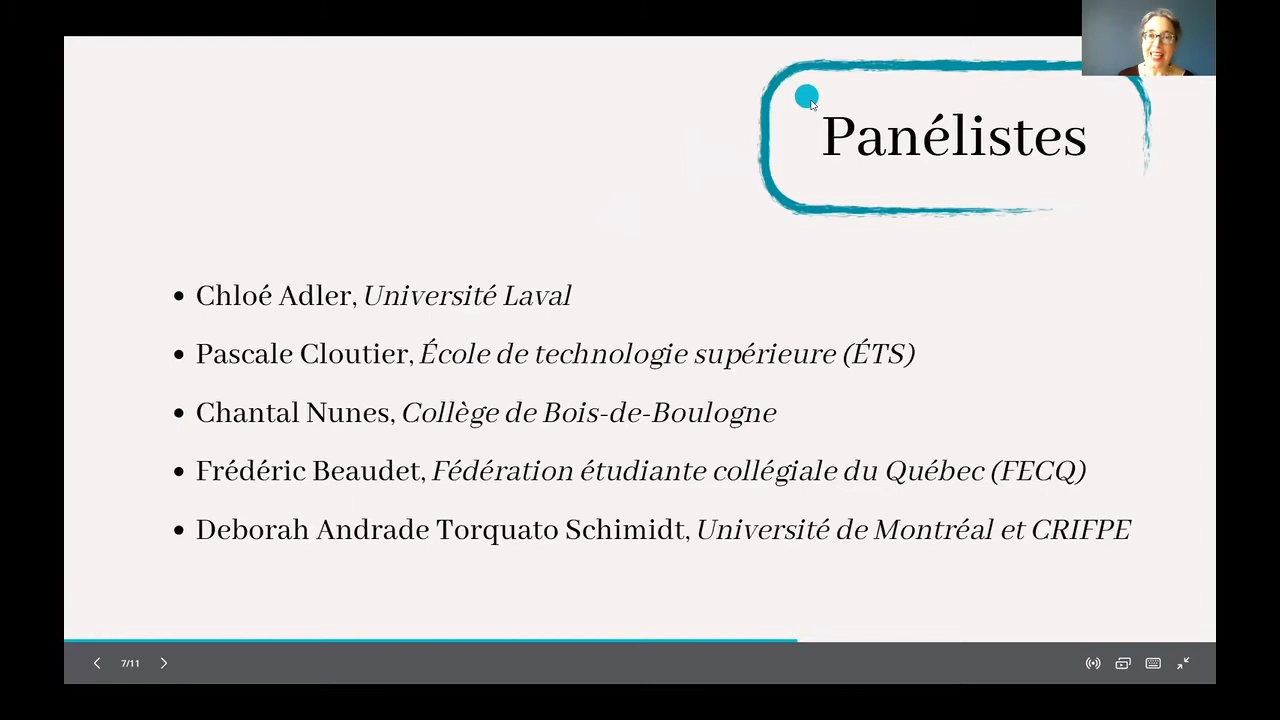 Panélistes
• Chloé Adler, Université Laval
• Pascale Cloutier, École de technologie supérieure (ÉTS)
• Chantal Nunes, Collège de Bois-de-Boulogne
• Frédéric Beaudet, Fédération étudiante collégiale du Québec (FECQ)
• Deborah Andrade Torquato Schimidt, Université de Montréal et CRIFPE
7/11